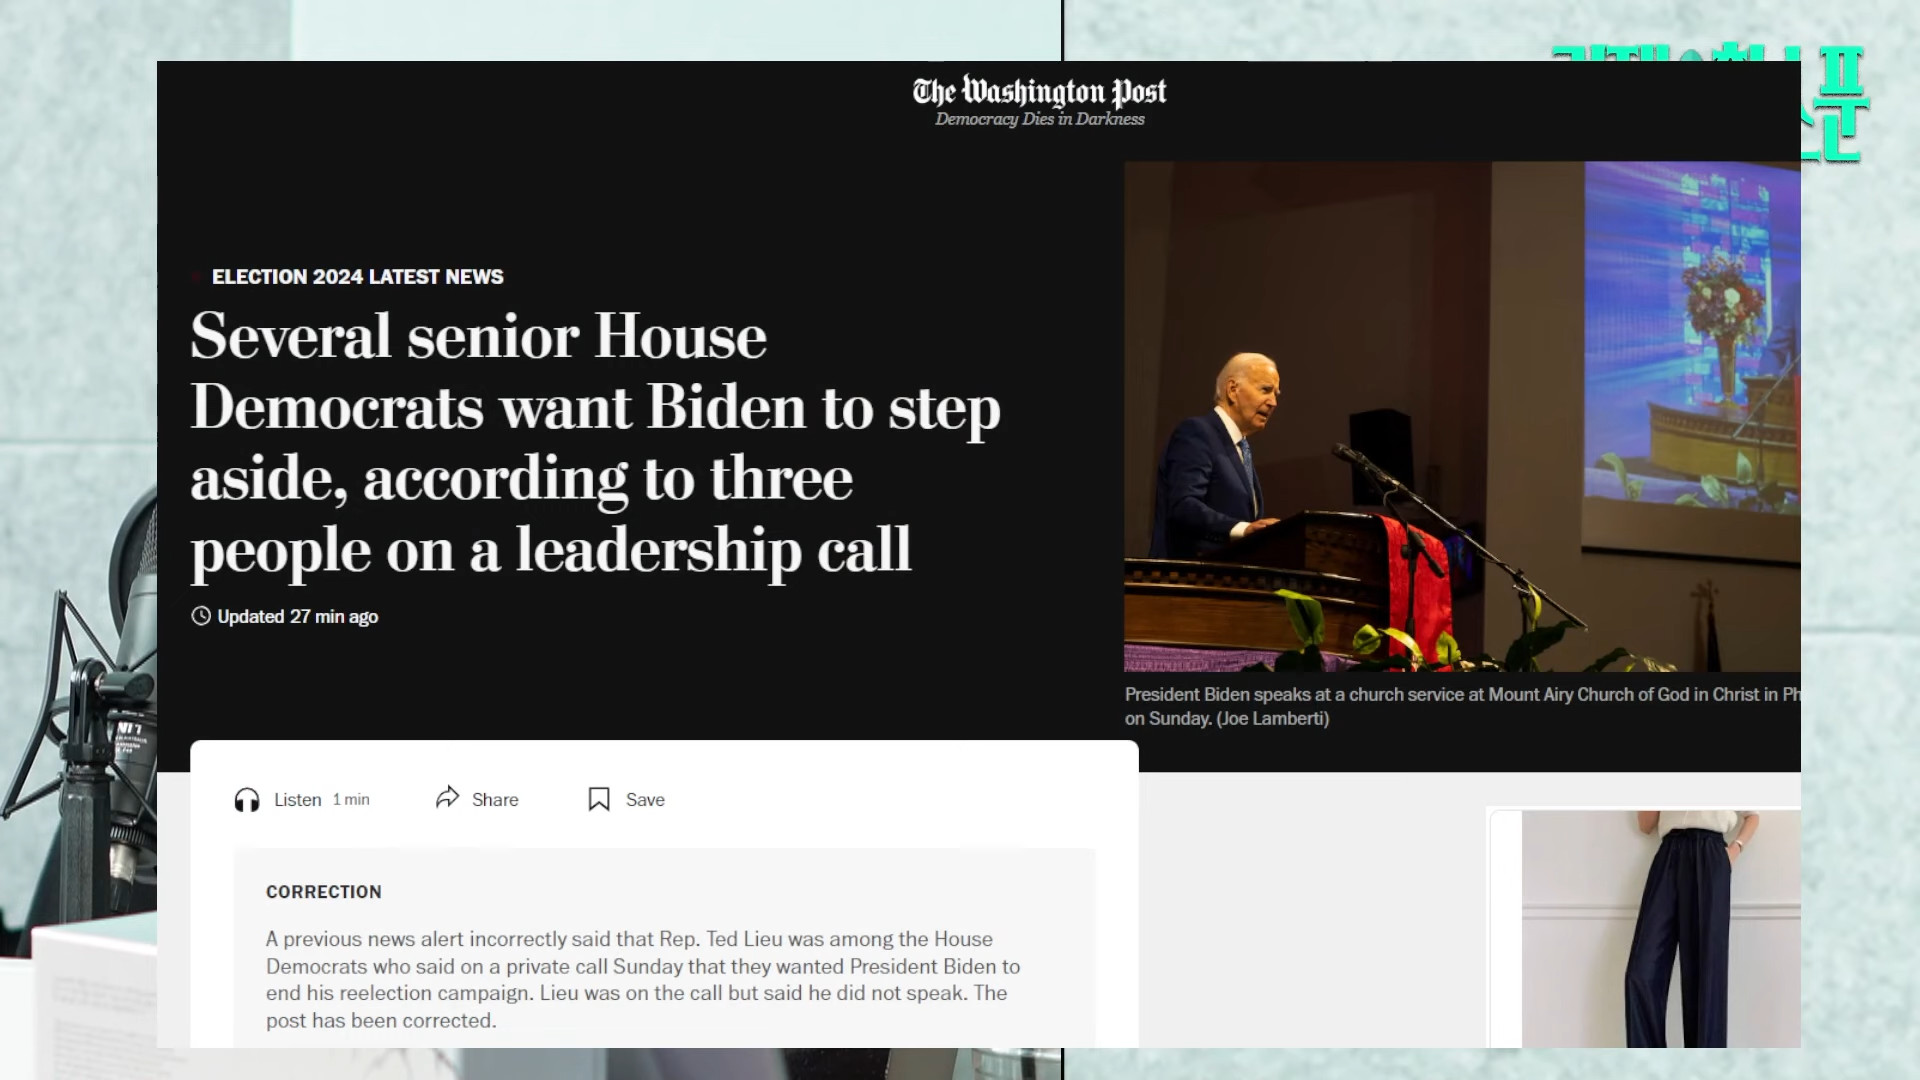 The Washington Post
Democracy Dies in Darkness
ELECTION 2024 LATEST NEWS
Several senior House
Democrats want Biden to step
aside, according to three
people on a leadership call
Updated 27 min ago
President Biden speaks at a church service at Mount Airy Church of God in Christ in
on Sunday. (Joe Lamberti)
Listen 1 min
Share
Save
CORRECTION
A previous news alert incorrectly said that Rep. Ted Lieu was among the House
Democrats who said on a private call Sunday that they wanted President Biden to
end his reelection campaign. Lieu was on the call but said he did not speak. The
post has been corrected.